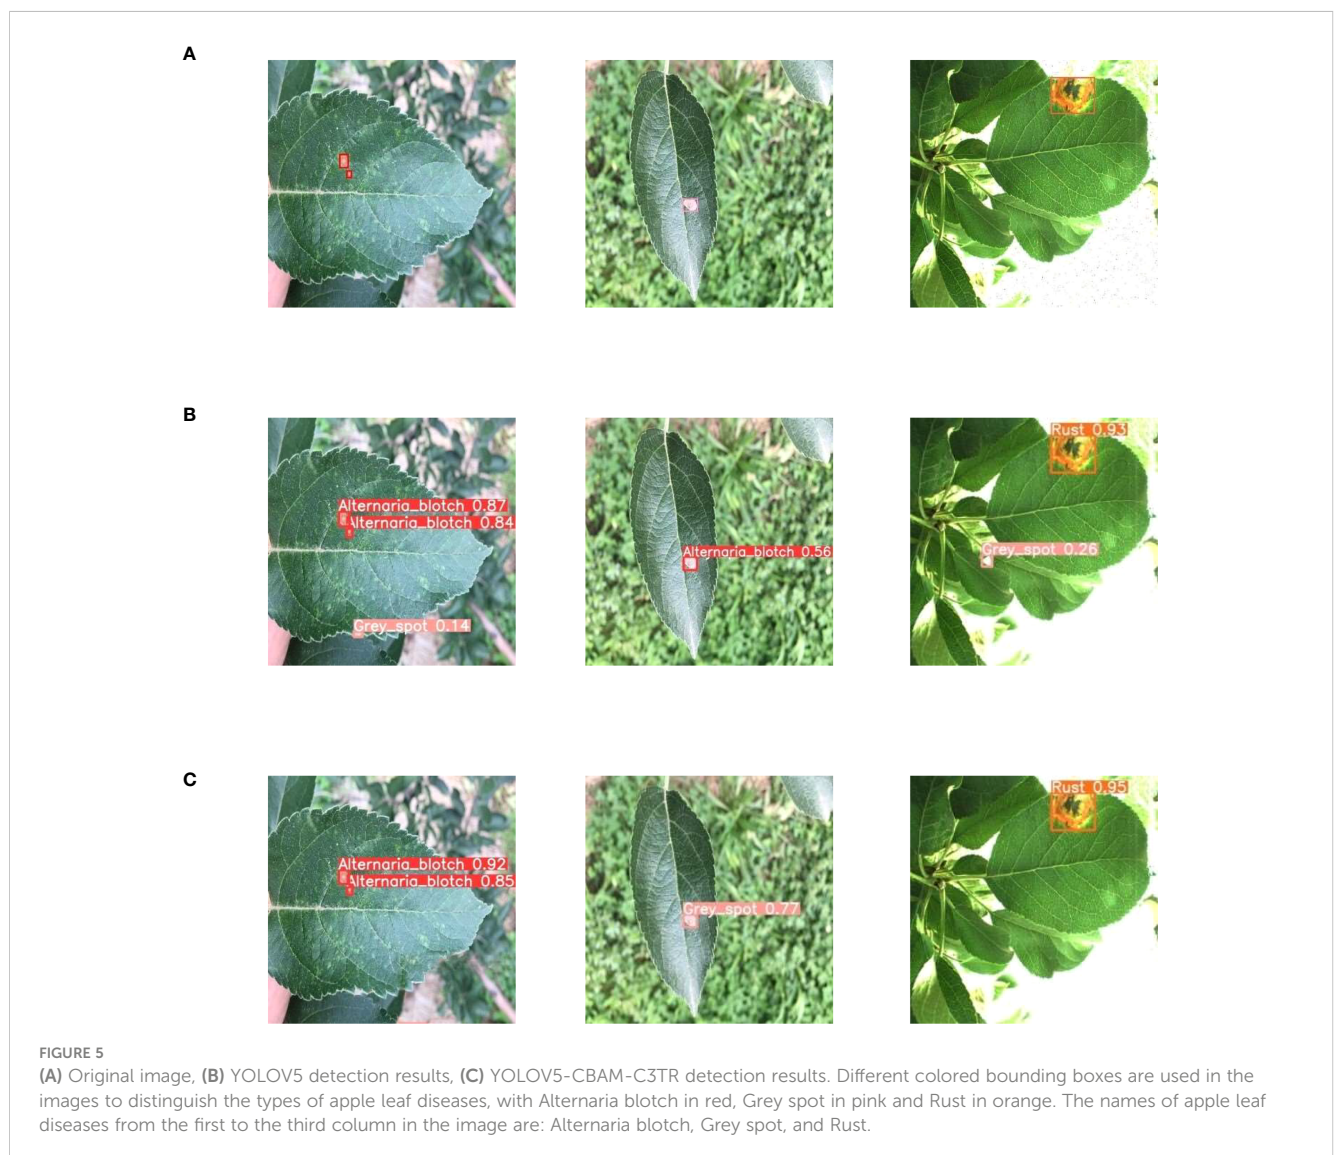 A
B
Alternaria_blotch 0.87
Alternaria_blotch 0.84
Grey_spot 0.14
Alternaria_blotch 0.56
Rust 0.93
Grey_spot 0.26
C
Alternaria_blotch 0.92
Alternaria_blotch 0.85
Grey_spot 0.77
Rust 0.95
FIGURE 5
(A) Original image, (B) YOLOV5 detection results, (C) YOLOV5-CBAM-C3TR detection results. Different colored bounding boxes are used in the
images to distinguish the types of apple leaf diseases, with Alternaria blotch in red, Grey spot in pink and Rust in orange. The names of apple leaf
diseases from the first to the third column in the image are: Alternaria blotch, Grey spot, and Rust.